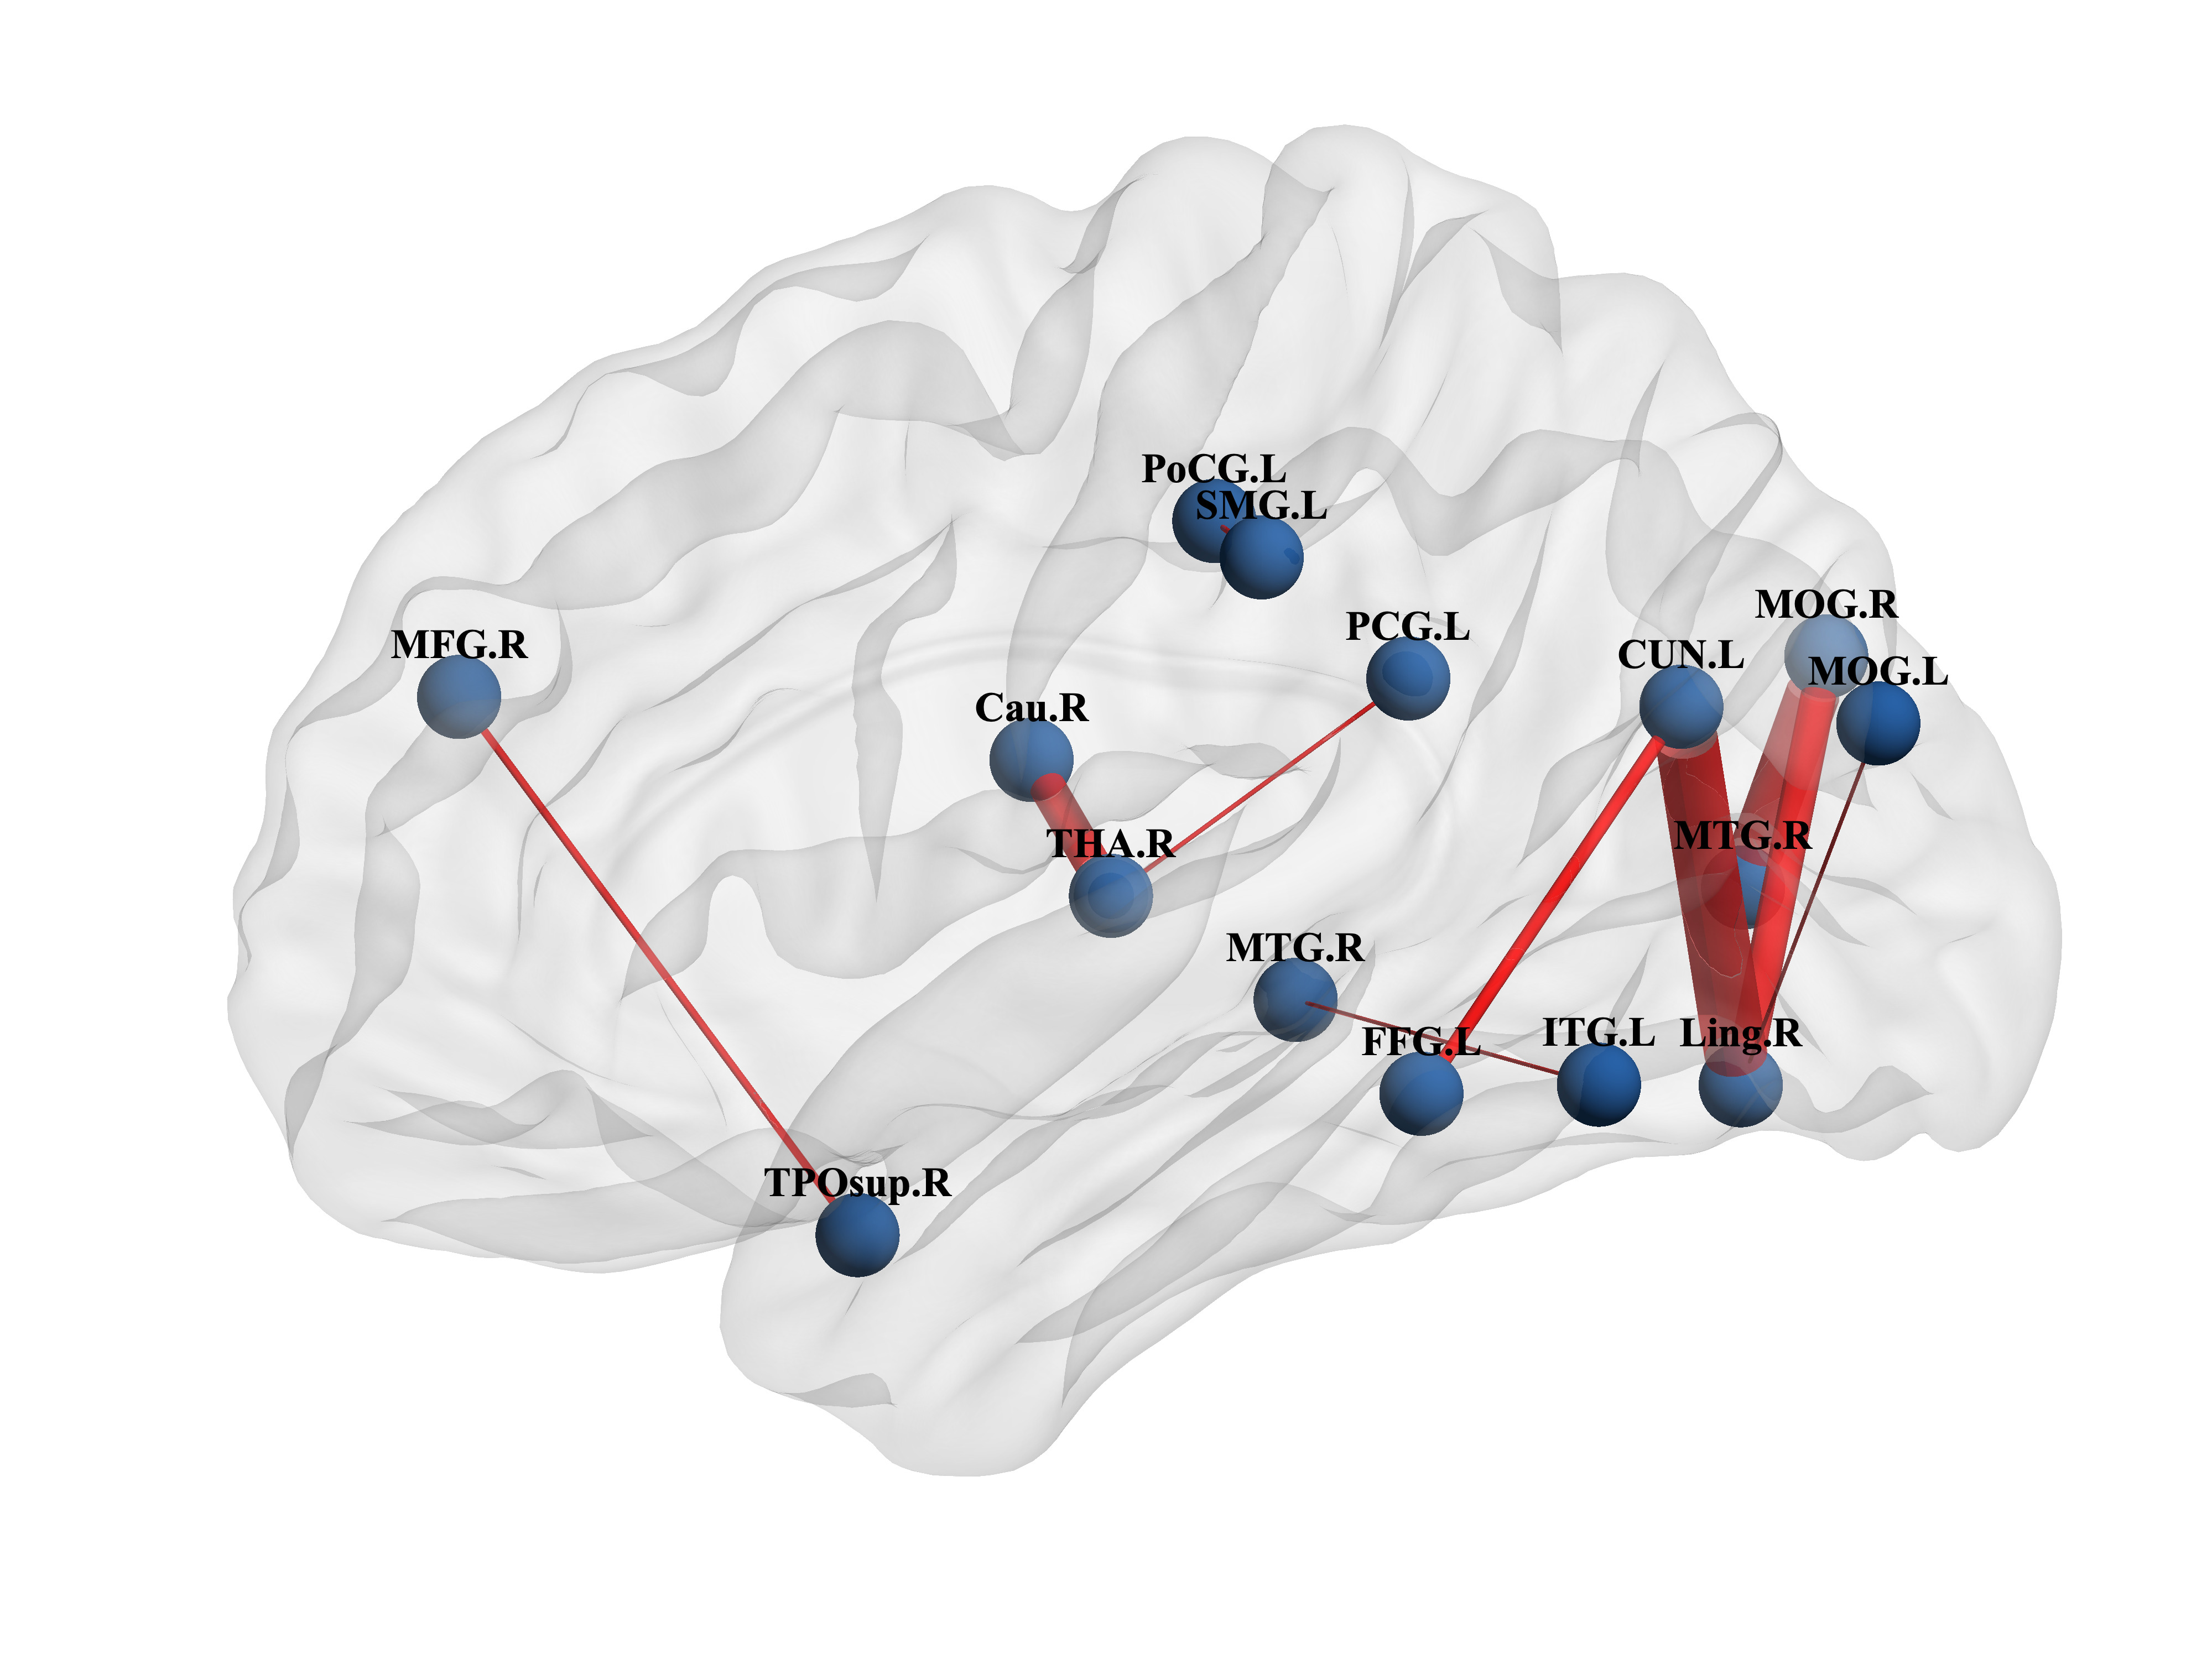 PoCG.L
SMG.L
MOG.R
PCG.L
MFG.R
CUN.L
MOG.L
Cau.R
MTG.R
THA.R
MTG.R
ITG.L
Ling.R
FFG.L
TPOsup.R